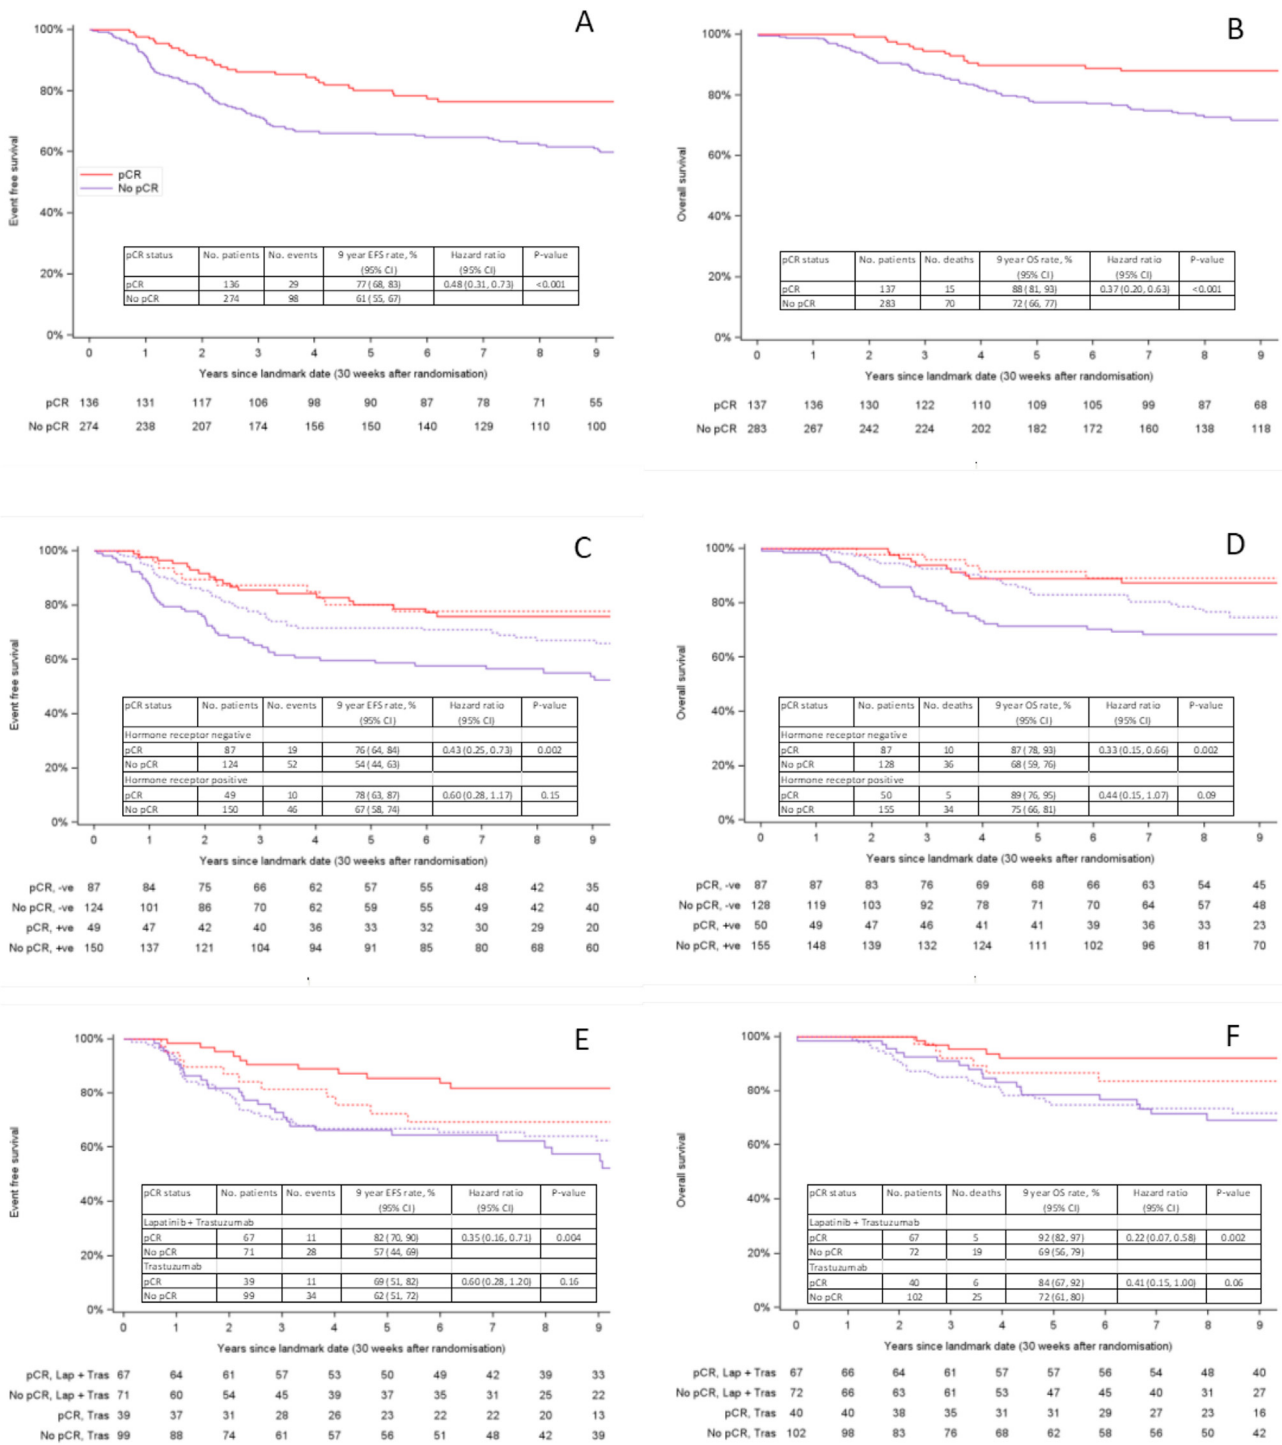 A
100%
80%
60%
40%
20%
0%
Event free survival
pCR
No pCR
pCR status No. patients No. events 9 year EFS rate, % Hazard ratio P-value
(95% CI) (95% CI)
pCR 136 29 77 (68, 83) 0.48 (0.31, 0.73) <0.001
No pCR 274 98 61 (55, 67)
0 1 2 3 4 5 6 7 8 9
Years since landmark date (30 weeks after randomisation)
pCR 136 131 117 106 98 90 87 78 71 55
No pCR 274 238 207 174 156 150 140 129 110 100
B
100%
80%
60%
40%
20%
0%
Overall survival
pCR status No. patients No. deaths 9 year OS rate, % Hazard ratio P-value
(95% CI) (95% CI)
pCR 137 15 88 (81, 93) 0.37 (0.20, 0.63) <0.001
No pCR 283 70 72 (66, 77)
0 1 2 3 4 5 6 7 8 9
Years since landmark date (30 weeks after randomisation)
pCR 137 136 130 122 110 109 105 99 87 68
No pCR 283 267 242 224 202 182 172 160 138 118
C
100%
80%
60%
40%
20%
0%
Event free survival
pCR status No. patients No. events 9 year EFS rate, % Hazard ratio P-value
(95% CI) (95% CI)
Hormone receptor negative
pCR 87 19 76 (64, 84) 0.43 (0.25, 0.73) 0.002
No pCR 124 52 54 (44, 63)
Hormone receptor positive
pCR 49 10 78 (63, 87) 0.60 (0.28, 1.17) 0.15
No pCR 150 46 67 (58, 74)
0 1 2 3 4 5 6 7 8 9
Years since landmark date (30 weeks after randomisation)
pCR, -ve 87 84 75 66 62 57 55 48 42 35
No pCR, -ve 124 101 86 70 62 59 55 49 42 40
pCR, +ve 49 47 42 40 36 33 32 30 29 20
No pCR, +ve 150 137 121 104 94 91 85 80 68 60
D
100%
80%
60%
40%
20%
0%
Overall survival
pCR status No. patients No. deaths 9 year OS rate, % Hazard ratio P-value
(95% CI) (95% CI)
Hormone receptor negative
pCR 87 10 87 (78, 93) 0.33 (0.15, 0.66) 0.002
No pCR 128 36 68 (59, 76)
Hormone receptor positive
pCR 50 5 89 (76, 95) 0.44 (0.15, 1.07) 0.09
No pCR 155 34 75 (66, 81)
0 1 2 3 4 5 6 7 8 9
Years since landmark date (30 weeks after randomisation)
pCR, -ve 87 87 83 76 69 68 66 63 54 45
No pCR, -ve 128 119 103 92 78 71 70 64 57 48
pCR, +ve 50 49 47 46 41 41 39 36 33 23
No pCR, +ve 155 148 139 132 124 111 102 96 81 70
E
100%
80%
60%
40%
20%
0%
Event free survival
pCR status No. patients No. events 9 year EFS rate, % Hazard ratio P-value
(95% CI) (95% CI)
Lapatinib + Trastuzumab
pCR 67 11 82 (70, 90) 0.35 (0.16, 0.71) 0.004
No pCR 71 28 57 (44, 69)
Trastuzumab
pCR 39 11 69 (51, 82) 0.60 (0.28, 1.20) 0.16
No pCR 99 34 62 (51, 72)
0 1 2 3 4 5 6 7 8 9
Years since landmark date (30 weeks after randomisation)
pCR, Lap + Tras 67 64 61 57 53 50 49 42 39 33
No pCR, Lap + Tras 71 60 54 45 39 37 35 31 25 22
pCR, Tras 39 37 31 28 26 23 22 22 20 13
No pCR, Tras 99 88 74 61 57 56 51 48 42 39
F
100%
80%
60%
40%
20%
0%
Overall survival
pCR status No. patients No. deaths 9 year OS rate, % Hazard ratio P-value
(95% CI) (95% CI)
Lapatinib + Trastuzumab
pCR 67 5 92 (82, 97) 0.22 (0.07, 0.58) 0.002
No pCR 72 19 69 (56, 79)
Trastuzumab
pCR 40 6 84 (67, 92) 0.41 (0.15, 1.00) 0.06
No pCR 102 25 72 (61, 80)
0 1 2 3 4 5 6 7 8 9
Years since landmark date (30 weeks after randomisation)
pCR, Lap + Tras 67 66 64 61 57 57 56 54 48 40
No pCR, Lap + Tras 72 66 63 61 53 47 45 40 31 27
pCR, Tras 40 40 38 35 31 31 29 27 23 16
No pCR, Tras 102 98 83 76 68 62 58 56 50 42